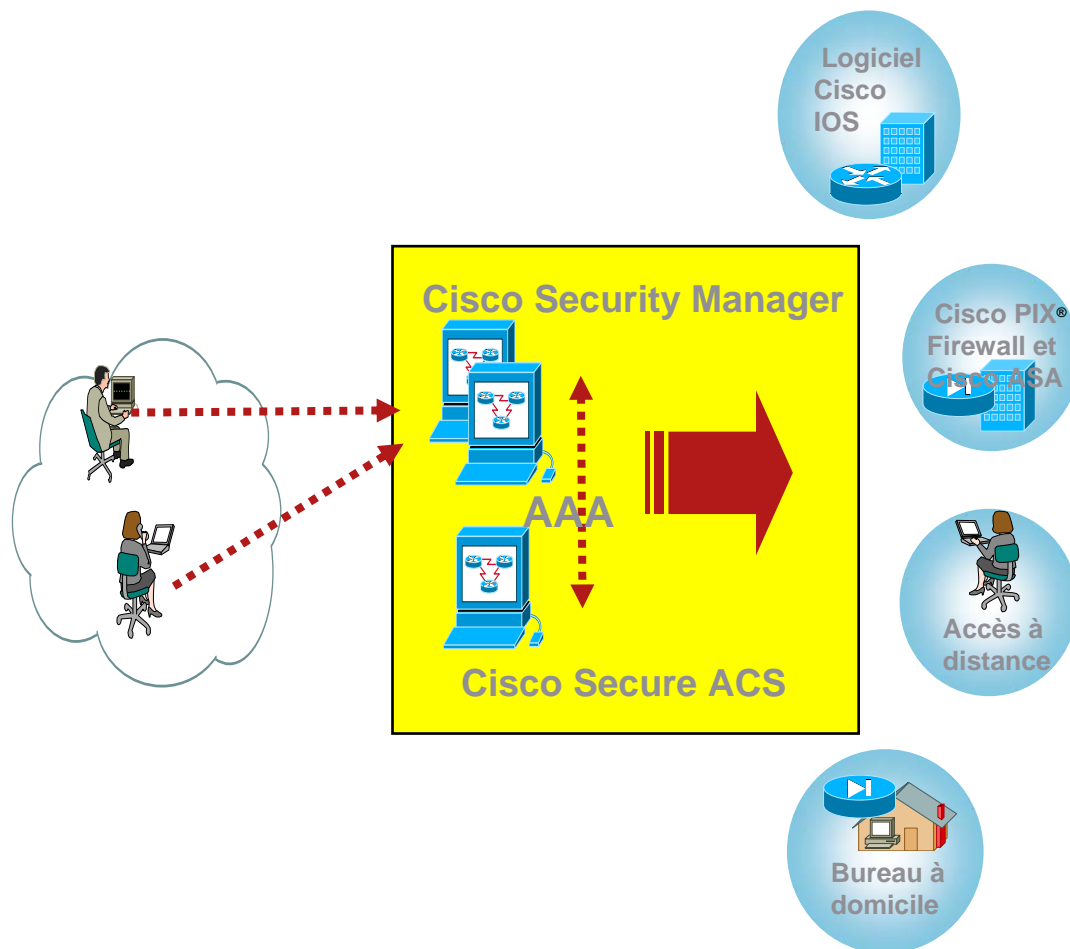 Logiciel
Cisco
IOS
Cisco Security Manager
Cisco PIX®
Firewall et
Cisco ASA
AAA
Accès à
distance
Cisco Secure ACS
Bureau à
domicile